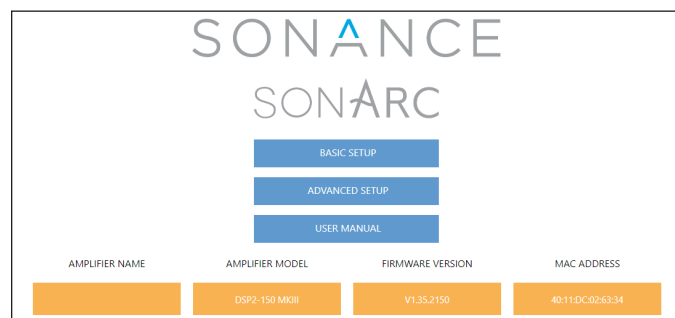 SONANCE
SONARC
BASIC SETUP
ADVANCED SETUP
USER MANUAL
AMPLIFIER NAME AMPLIFIER MODEL FIRMWARE VERSION MAC ADDRESS
DSP2-150 MKIII V1.35.2150 40:11:DC:02:63:34